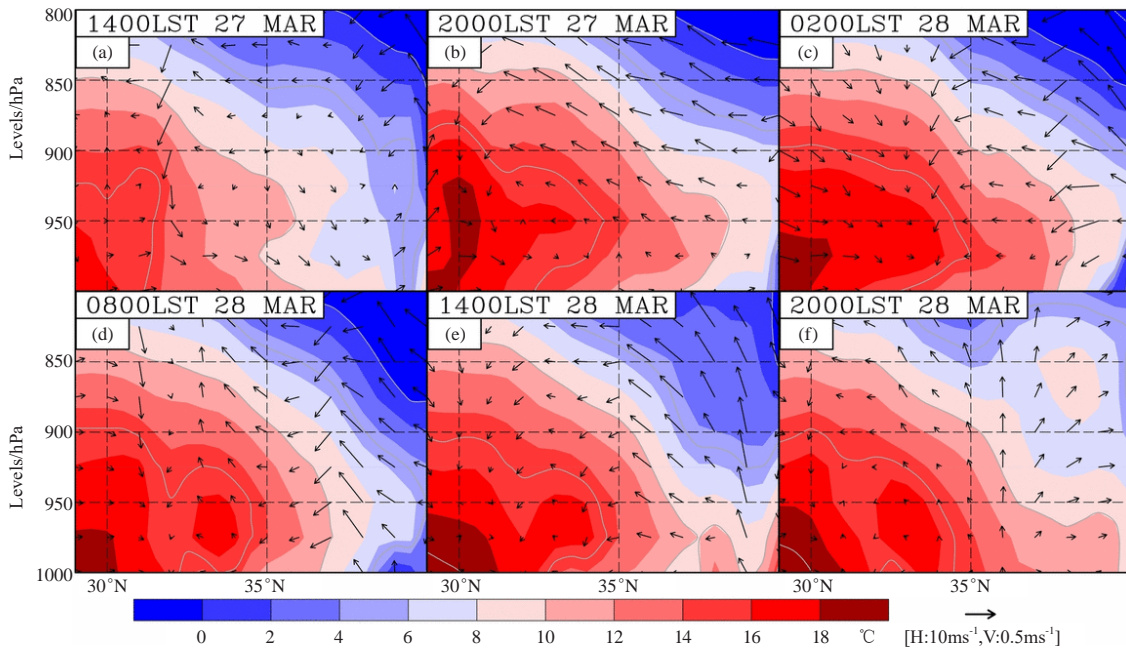 1400LST 27 MAR
2000LST 27 MAR
0200LST 28 MAR
(a)
(b)
(c)
800
850
900
950
Levels/hPa
0800LST 28 MAR
1400LST 28 MAR
2000LST 28 MAR
(d)
(e)
(f)
850
900
950
1000
Levels/hPa
30°N 35°N 30°N 35°N 30°N 35°N
0 2 4 6 8 10 12 14 16 18 ℃
[H:10ms⁻¹,V:0.5ms⁻¹]